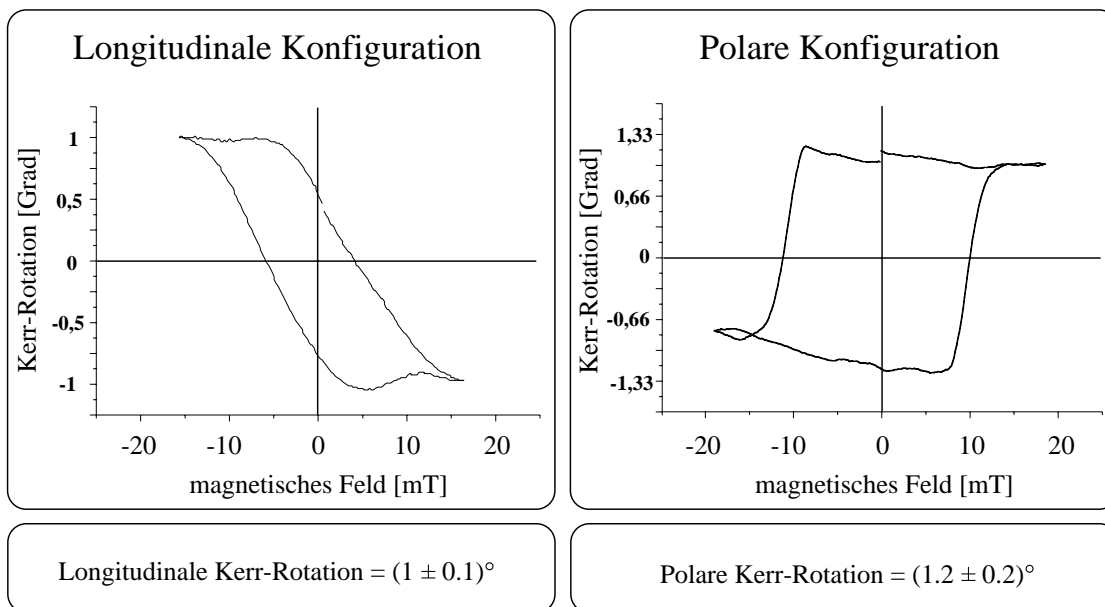 Longitudinale Konfiguration
Kerr-Rotation [Grad]
1
0,5
0
-0,5
-1
-20 -10 0 10 20
magnetisches Feld [mT]
Polare Konfiguration
Kerr-Rotation [Grad]
1,33
0,66
0
-0,66
-1,33
-20 -10 0 10 20
magnetisches Feld [mT]
Longitudinale Kerr-Rotation = (1 ± 0.1)°
Polare Kerr-Rotation = (1.2 ± 0.2)°